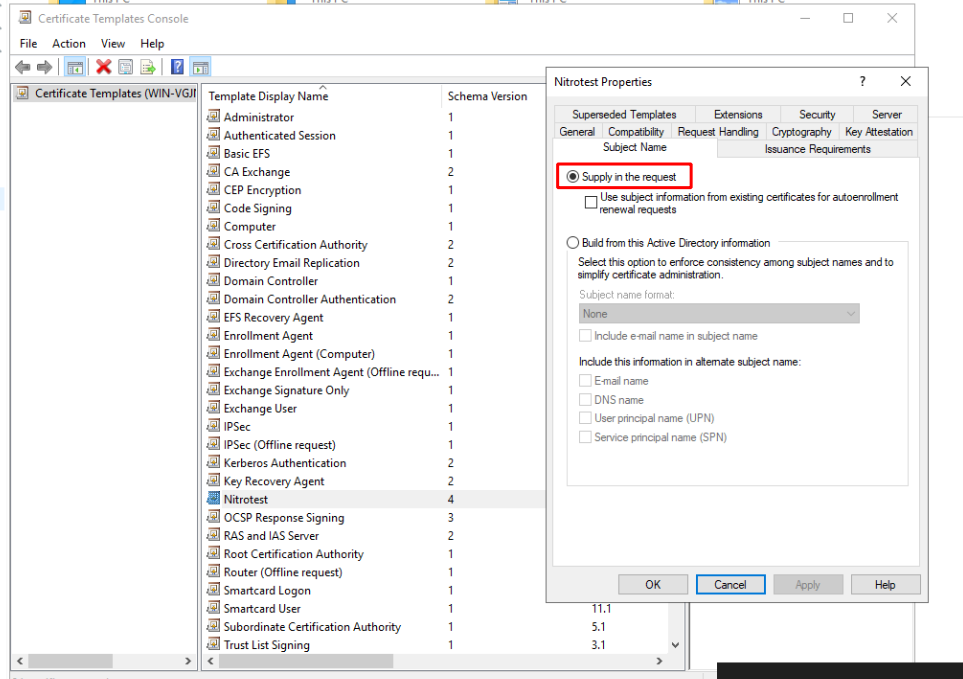 This PC
This PC
This PC
This PC
Certificate Templates Console
File Action View Help
Certificate Templates (WIN-VGJI
Template Display Name Schema Version
Administrator 1
Authenticated Session 1
Basic EFS 1
CA Exchange 2
CEP Encryption 1
Code Signing 1
Computer 1
Cross Certification Authority 2
Directory Email Replication 2
Domain Controller 1
Domain Controller Authentication 2
EFS Recovery Agent 1
Enrollment Agent 1
Enrollment Agent (Computer) 1
Exchange Enrollment Agent (Offline requ... 1
Exchange Signature Only 1
Exchange User 1
IPSec 1
IPSec (Offline request) 1
Kerberos Authentication 2
Key Recovery Agent 2
Nitrotest 4
OCSP Response Signing 3
RAS and IAS Server 2
Root Certification Authority 1
Router (Offline request) 1
Smartcard Logon 1
Smartcard User 1 11.1
Subordinate Certification Authority 1 5.1
Trust List Signing 1 3.1
Nitrotest Properties ?
Superseded Templates Extensions Security Server
General Compatibility Request Handling Cryptography Key Attestation
Subject Name Issuance Requirements
Supply in the request
Use subject information from existing certificates for autoenrollment
renewal requests
Build from this Active Directory information
Select this option to enforce consistency among subject names and to
simplify certificate administration.
Subject name format:
None
Include e-mail name in subject name
Include this information in alternate subject name:
E-mail name
DNS name
User principal name (UPN)
Service principal name (SPN)
OK Cancel Apply Help